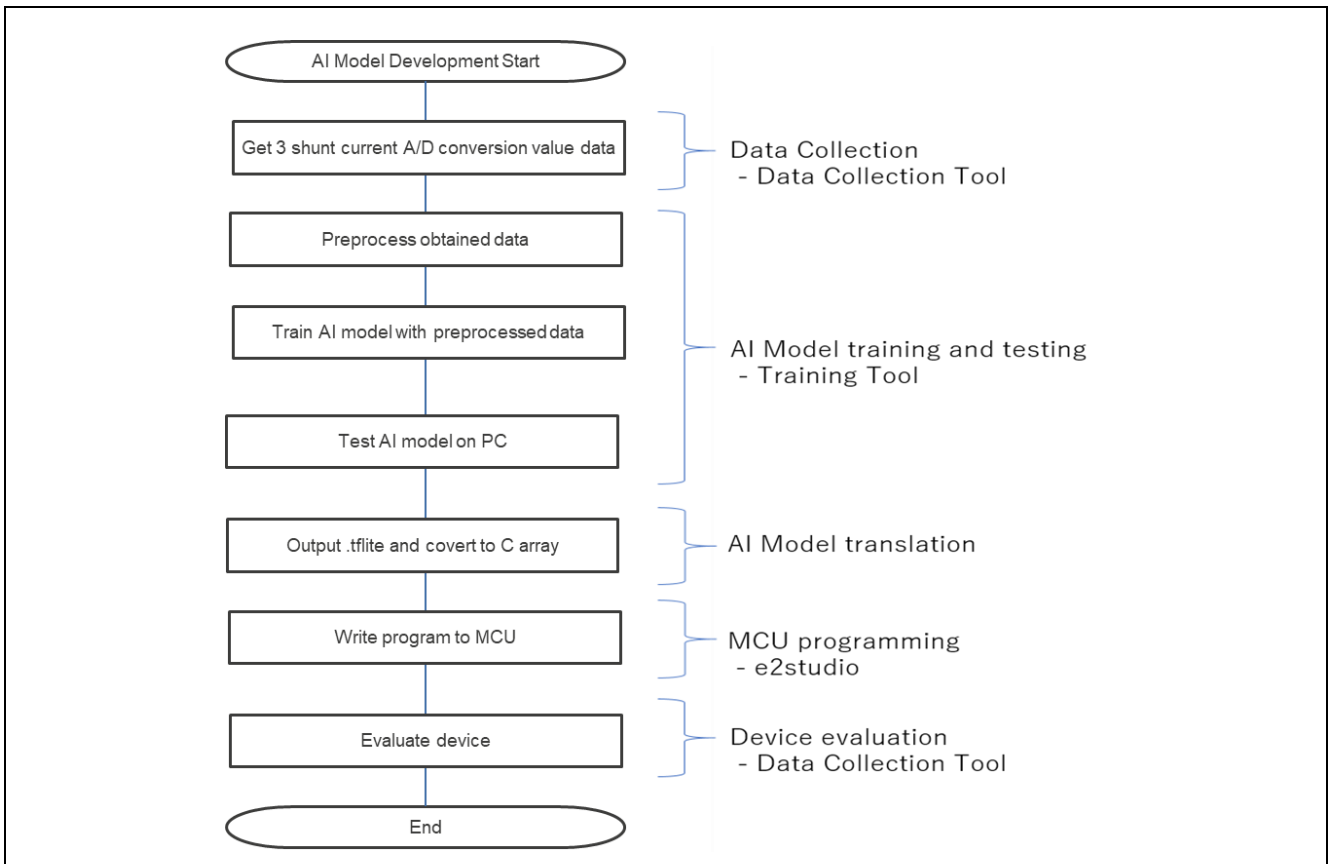 AI Model Development Start
Get 3 shunt current A/D conversion value data
Data Collection
- Data Collection Tool
Preprocess obtained data
Train AI model with preprocessed data
AI Model training and testing
- Training Tool
Test AI model on PC
Output .tflite and covert to C array
AI Model translation
Write program to MCU
MCU programming
- e2studio
Evaluate device
Device evaluation
- Data Collection Tool
End